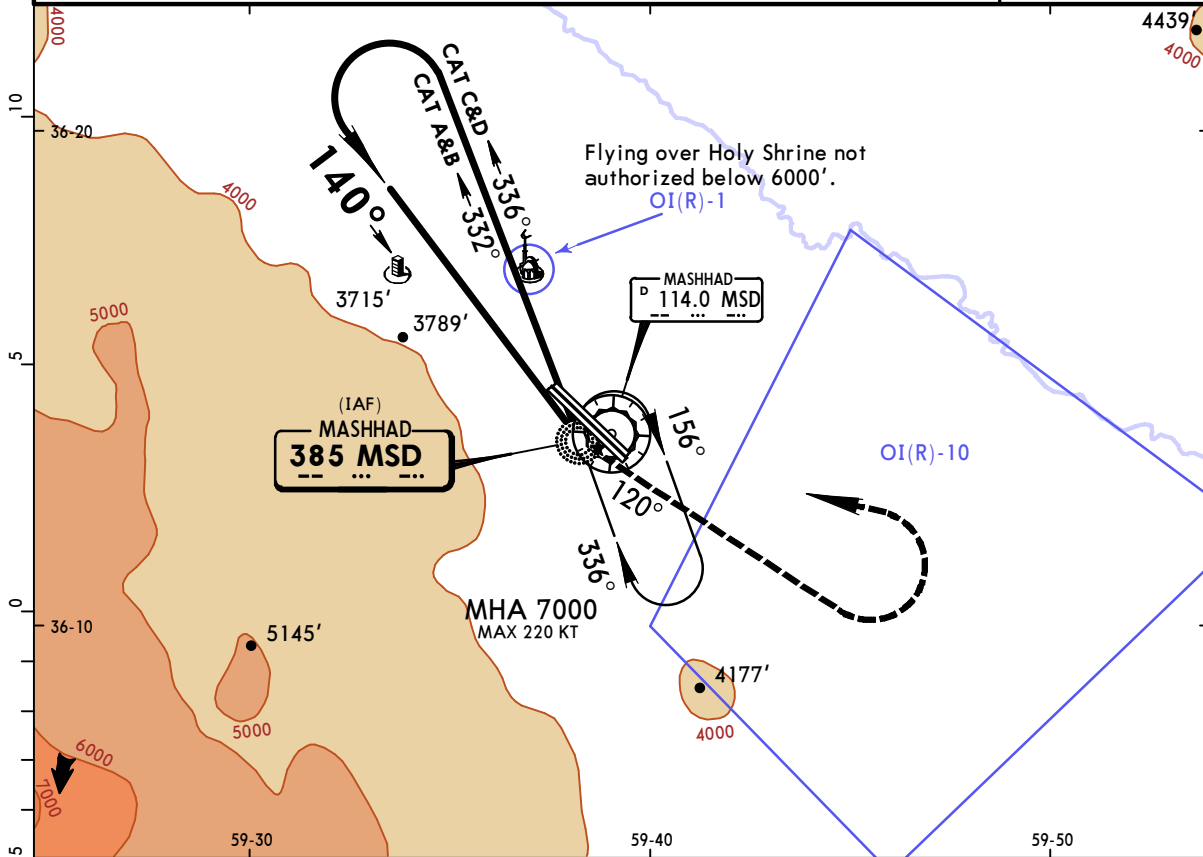 4000
4439'
4000
10
36-20
CAT C&D
336°
CAT A&B
332°
140°
Flying over Holy Shrine not
authorized below 6000'.
OI(R)-1
4000
3715'
3789'
5000
5
MASHHAD
D 114.0 MSD
-- ··· -··
(IAF)
MASHHAD
385 MSD
-- ··· -··
156°
120°
336°
OI(R)-10
MHA 7000
MAX 220 KT
0
36-10
5145'
5000
4177'
4000
6000
7000
5
59-30
59-40
59-50